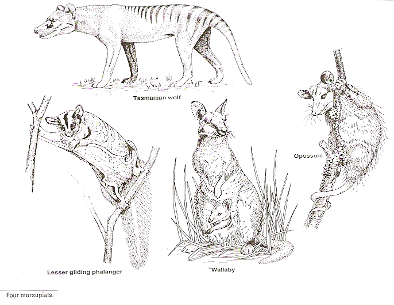 Tasmanian wolf
Opossum
Lesser gliding phalanger
Wallaby
Four marsupials.